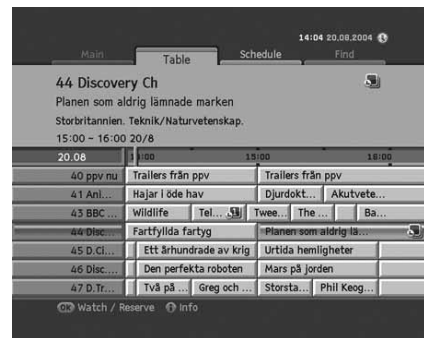 14:04 20.08.2004
Main Table Schedule Find
44 Discovery Ch
Planen som aldrig lämnade marken
Storbritannien. Teknik/Naturvetenskap.
15:00 - 16:00 20/8
20.08 15:00 16:00
40 ppv nu Trailers från ppv Trailers från ppv
41 Ani... Hajar i öde hav Djurdokt... Akutvete...
43 BBC ... Wildlife Tel... Twee... The ... Ba...
44 Disc... Fartfyllda fartyg Planen som aldrig lä...
45 D.Ci... Ett århundrade av krig Urtida hemligheter
46 Disc... Den perfekta roboten Mars på jorden
47 D.Tr... Två på ... Greg och ... Storsta... Phil Keog...
OK Watch / Reserve i Info